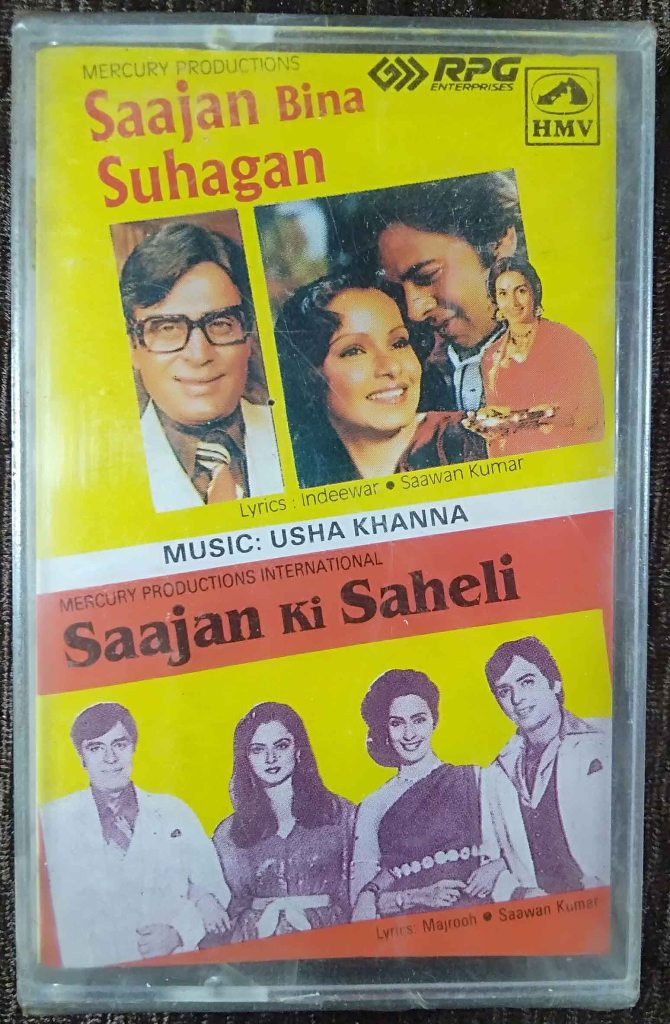 MERCURY PRODUCTIONS
RPG
ENTERPRISES
HMV
Saajan Bina
Suhagan
Lyrics : Indeewar • Saawan Kumar
MUSIC: USHA KHANNA
MERCURY PRODUCTIONS INTERNATIONAL
Saajan Ki Saheli
Lyrics: Majrooh • Saawan Kumar